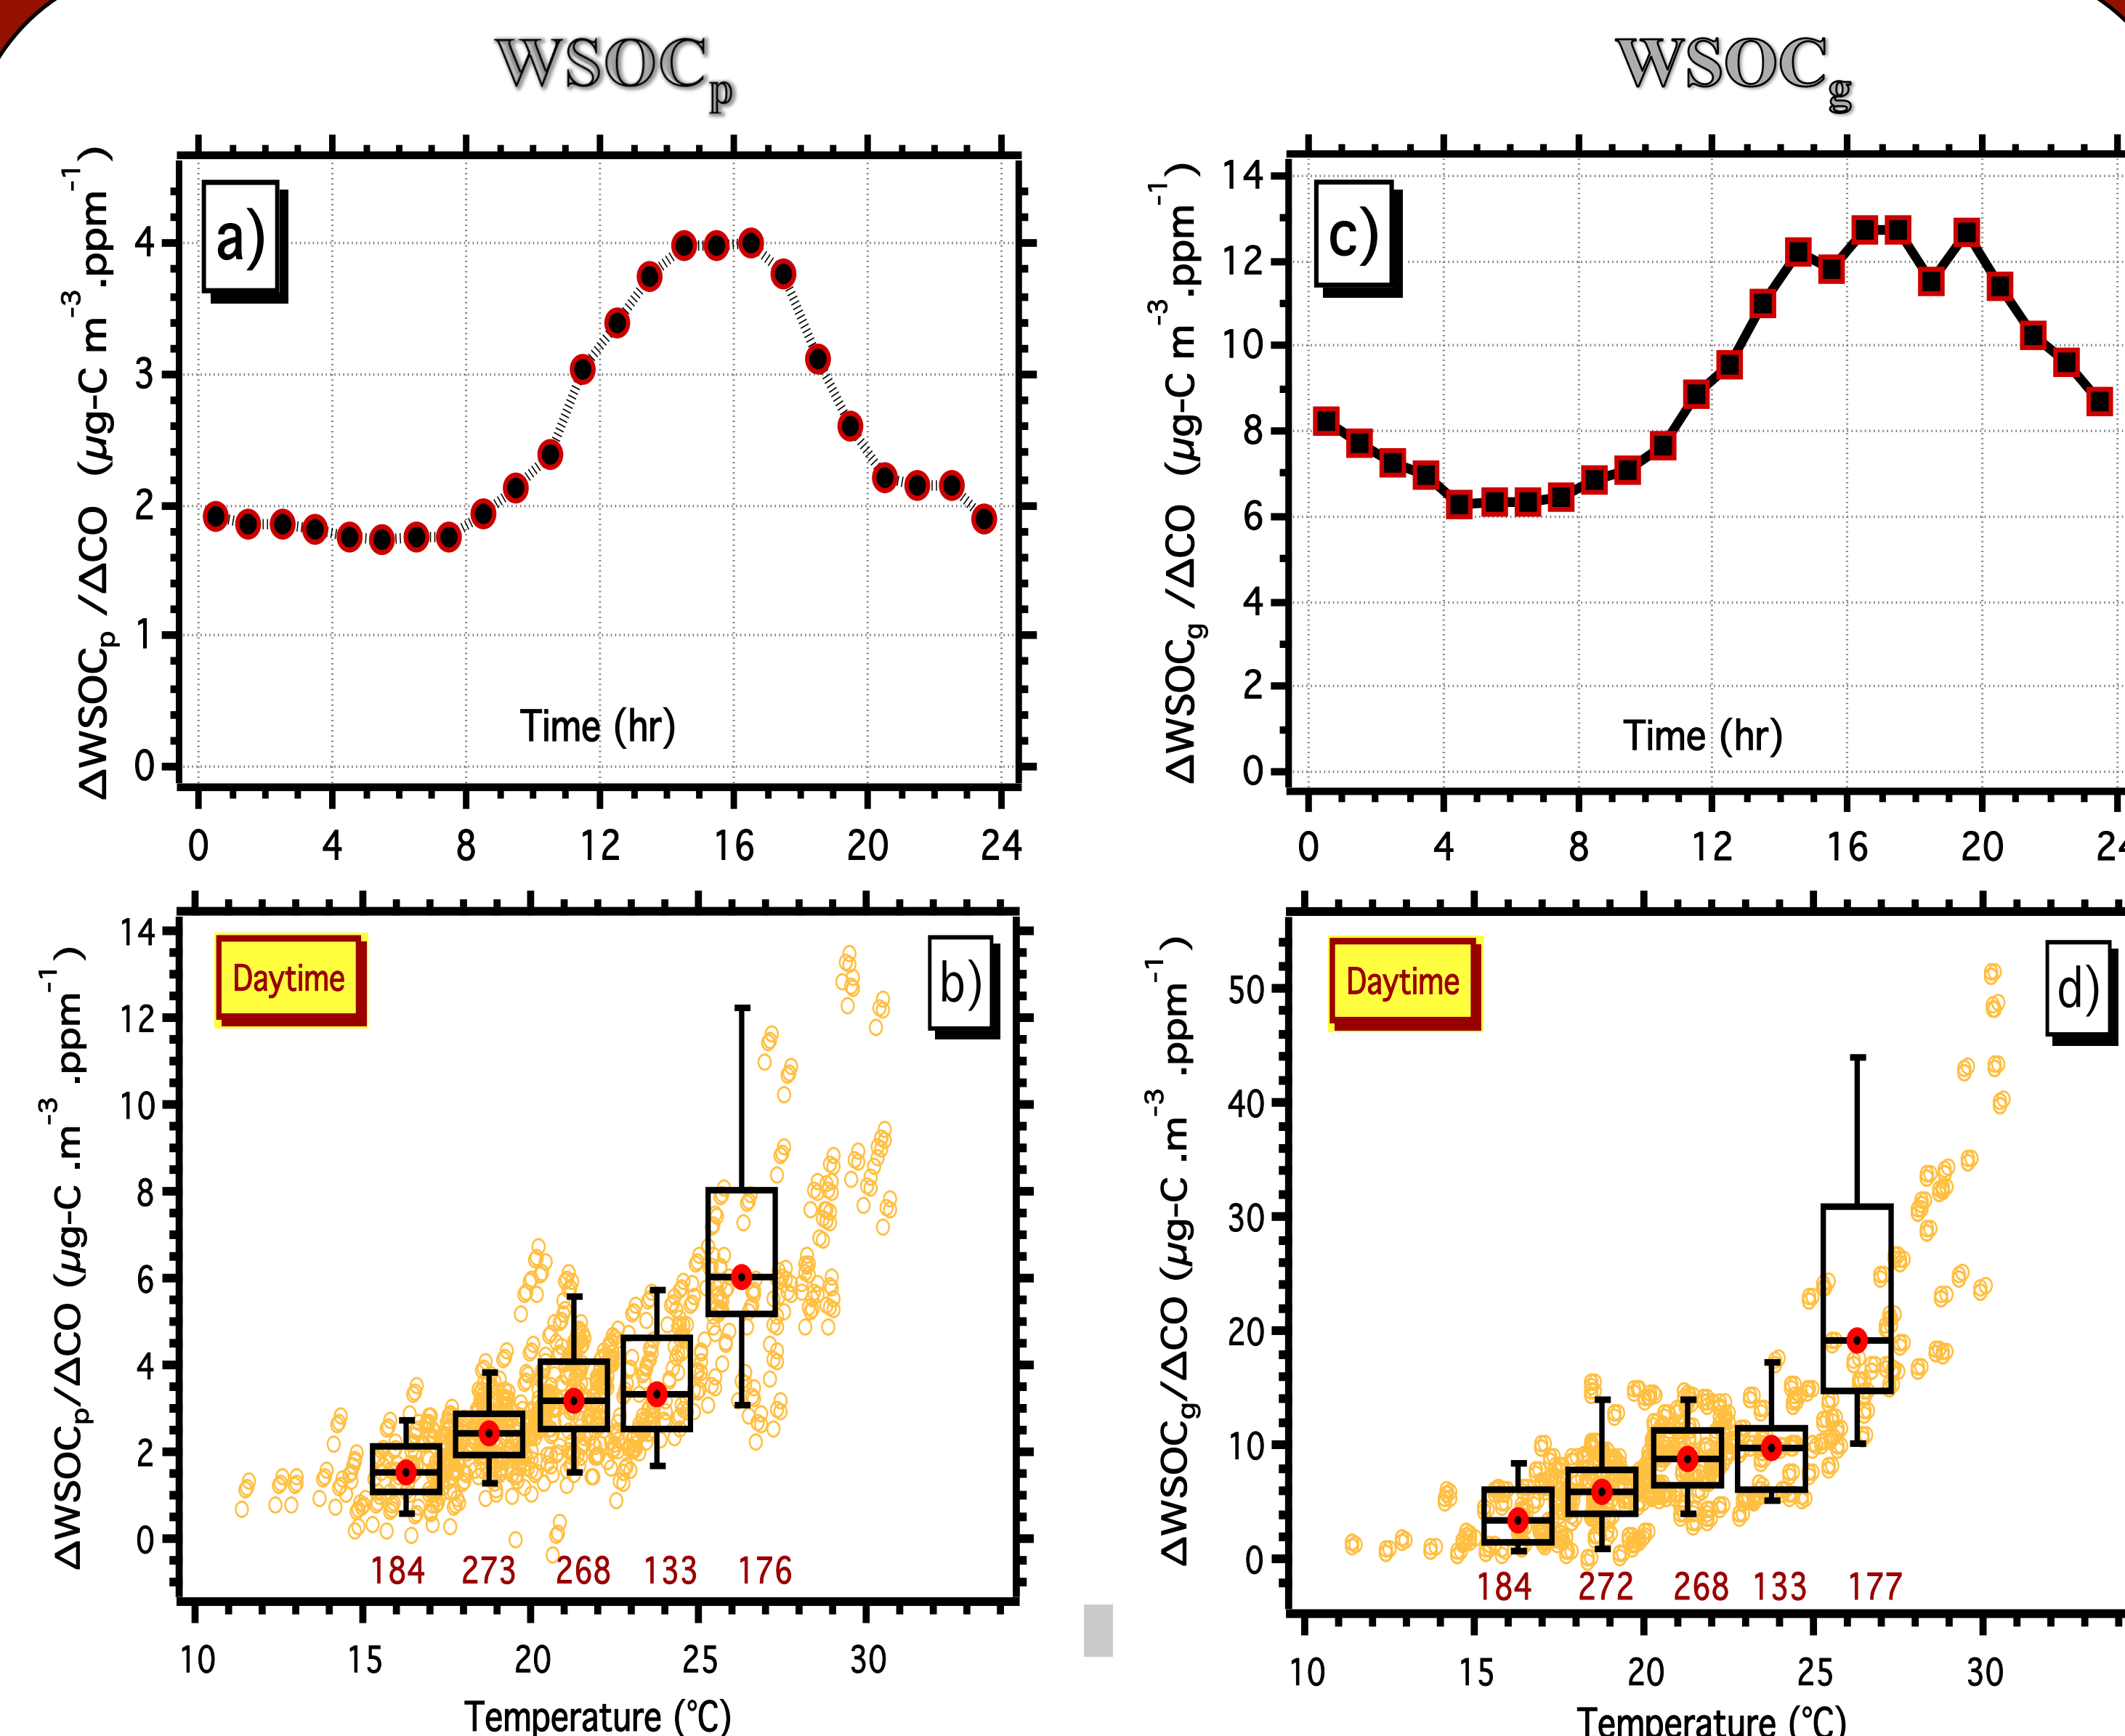 WSOCp
WSOCg
a)
ΔWSOCp /ΔCO (μg-C m-3 .ppm-1)
4
3
2
1
0
Time (hr)
0 4 8 12 16 20 24
c)
ΔWSOCg /ΔCO (μg-C m-3 .ppm-1)
14
12
10
8
6
4
2
0
Time (hr)
0 4 8 12 16 20
Daytime
b)
ΔWSOCp/ΔCO (μg-C .m-3 .ppm-1)
14
12
10
8
6
4
2
0
184 273 268 133 176
10 15 20 25 30
Temperature (°C)
Daytime
d)
ΔWSOCg/ΔCO (μg-C .m-3 .ppm-1)
50
40
30
20
10
0
184 272 268 133 177
10 15 20 25 30
Temperature (°C)